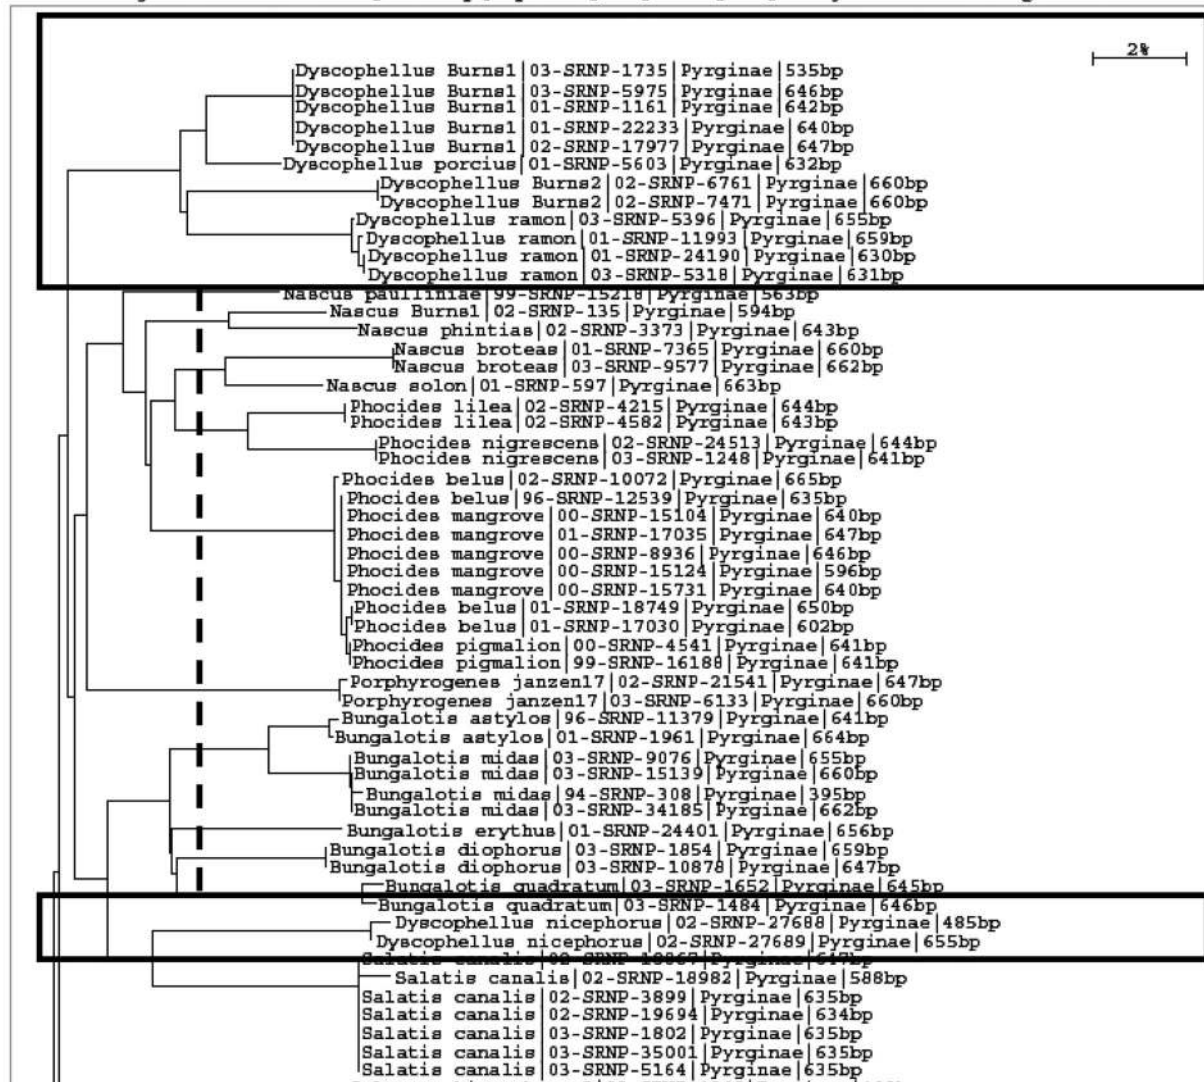 2%
Dyscophellus Burns1|03-SRNP-1735|Pyrginae|535bp
Dyscophellus Burns1|03-SRNP-5975|Pyrginae|646bp
Dyscophellus Burns1|01-SRNP-1161|Pyrginae|642bp
Dyscophellus Burns1|01-SRNP-22233|Pyrginae|640bp
Dyscophellus Burns1|02-SRNP-17977|Pyrginae|647bp
Dyscophellus porcius|01-SRNP-5603|Pyrginae|632bp
Dyscophellus Burns2|02-SRNP-6761|Pyrginae|660bp
Dyscophellus Burns2|02-SRNP-7471|Pyrginae|660bp
Dyscophellus ramon|03-SRNP-5396|Pyrginae|655bp
Dyscophellus ramon|01-SRNP-11993|Pyrginae|659bp
Dyscophellus ramon|01-SRNP-24190|Pyrginae|630bp
Dyscophellus ramon|03-SRNP-5318|Pyrginae|631bp
Nascus paulliniae|99-SRNP-15218|Pyrginae|563bp
Nascus Burns1|02-SRNP-135|Pyrginae|594bp
Nascus phintias|02-SRNP-3373|Pyrginae|643bp
Nascus broteas|01-SRNP-7365|Pyrginae|660bp
Nascus broteas|03-SRNP-9577|Pyrginae|662bp
Nascus solon|01-SRNP-597|Pyrginae|663bp
Phocides lilea|02-SRNP-4215|Pyrginae|644bp
Phocides lilea|02-SRNP-4582|Pyrginae|643bp
Phocides nigrescens|02-SRNP-24513|Pyrginae|644bp
Phocides nigrescens|03-SRNP-1248|Pyrginae|641bp
Phocides belus|02-SRNP-10072|Pyrginae|665bp
Phocides belus|96-SRNP-12539|Pyrginae|635bp
Phocides mangrove|00-SRNP-15104|Pyrginae|640bp
Phocides mangrove|01-SRNP-17035|Pyrginae|647bp
Phocides mangrove|00-SRNP-8936|Pyrginae|646bp
Phocides mangrove|00-SRNP-15124|Pyrginae|596bp
Phocides mangrove|00-SRNP-15731|Pyrginae|640bp
Phocides belus|01-SRNP-18749|Pyrginae|650bp
Phocides belus|01-SRNP-17030|Pyrginae|602bp
Phocides pigmalion|00-SRNP-4541|Pyrginae|641bp
Phocides pigmalion|99-SRNP-16188|Pyrginae|641bp
Porphyrogenes janzen17|02-SRNP-21541|Pyrginae|647bp
Porphyrogenes janzen17|03-SRNP-6133|Pyrginae|660bp
Bungalotis astylos|96-SRNP-11379|Pyrginae|641bp
Bungalotis astylos|01-SRNP-1961|Pyrginae|664bp
Bungalotis midas|03-SRNP-9076|Pyrginae|655bp
Bungalotis midas|03-SRNP-15139|Pyrginae|660bp
Bungalotis midas|94-SRNP-308|Pyrginae|395bp
Bungalotis midas|03-SRNP-34185|Pyrginae|662bp
Bungalotis erythus|01-SRNP-24401|Pyrginae|656bp
Bungalotis diophorus|03-SRNP-1854|Pyrginae|659bp
Bungalotis diophorus|03-SRNP-10878|Pyrginae|647bp
Bungalotis quadratum|03-SRNP-1652|Pyrginae|645bp
Bungalotis quadratum|03-SRNP-1484|Pyrginae|646bp
Dyscophellus nicephorus|02-SRNP-27688|Pyrginae|485bp
Dyscophellus nicephorus|02-SRNP-27689|Pyrginae|655bp
Salatis canalis
Salatis canalis|02-SRNP-18982|Pyrginae|588bp
Salatis canalis|02-SRNP-3899|Pyrginae|635bp
Salatis canalis|02-SRNP-19694|Pyrginae|634bp
Salatis canalis|03-SRNP-1802|Pyrginae|635bp
Salatis canalis|03-SRNP-35001|Pyrginae|635bp
Salatis canalis|03-SRNP-5164|Pyrginae|635bp